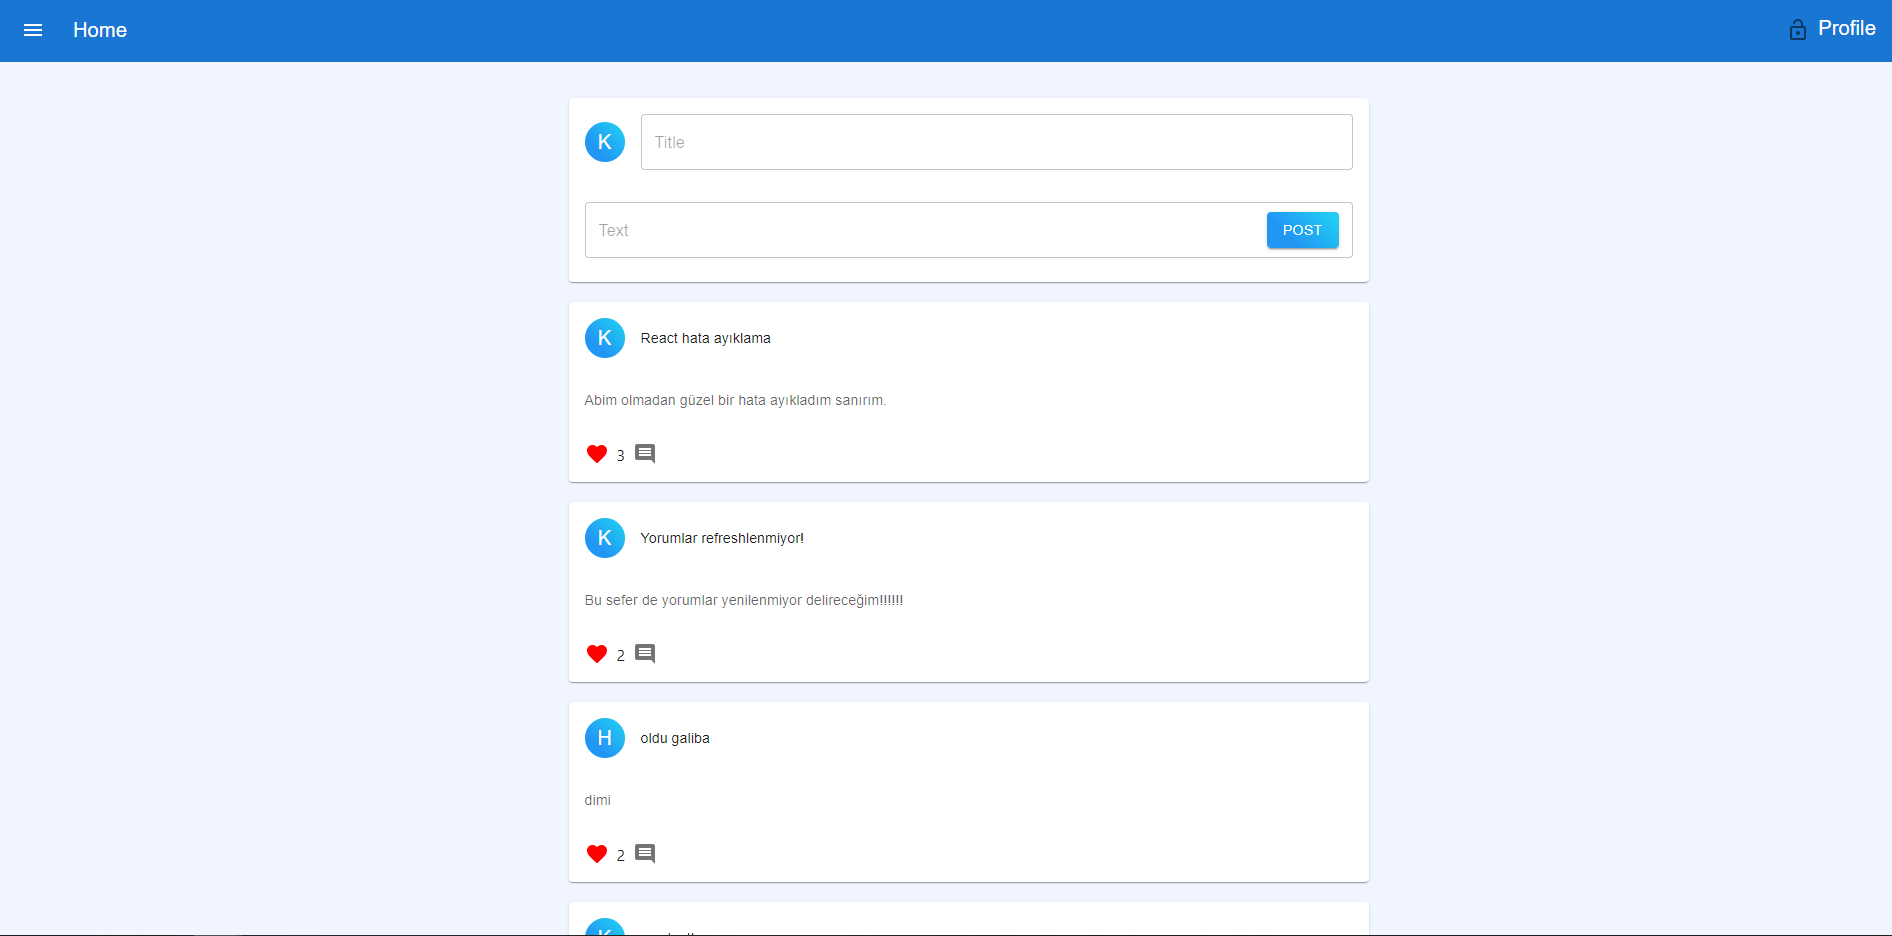 Home
Profile
K
Title
Text
POST
K
React hata ayıklama
Abim olmadan güzel bir hata ayıkladım sanırım.
3
K
Yorumlar refreshlenmiyor!
Bu sefer de yorumlar yenilenmiyor delireceğim!!!!!!
2
H
oldu galiba
dimi
2
K